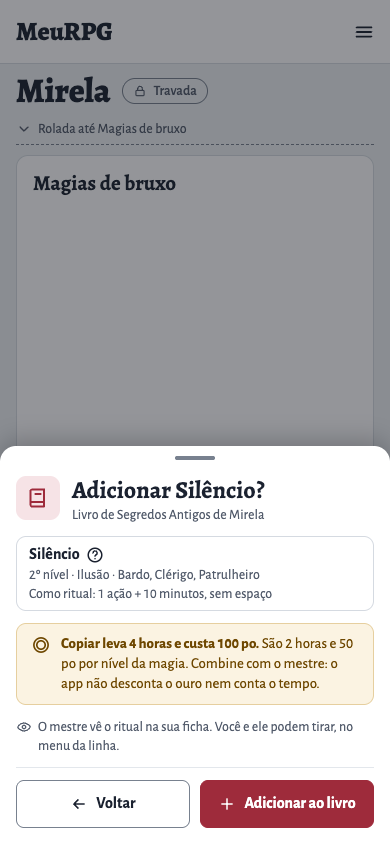 MeuRPG
Mirela
Travada
Rolada até Magias de bruxo
Magias de bruxo
Adicionar Silêncio?
Livro de Segredos Antigos de Mirela
Silêncio
2º nível · Ilusão · Bardo, Clérigo, Patrulheiro
Como ritual: 1 ação + 10 minutos, sem espaço
Copiar leva 4 horas e custa 100 po. São 2 horas e 50
po por nível da magia. Combine com o mestre: o
app não desconta o ouro nem conta o tempo.
O mestre vê o ritual na sua ficha. Você e ele podem tirar, no
menu da linha.
Voltar
Adicionar ao livro